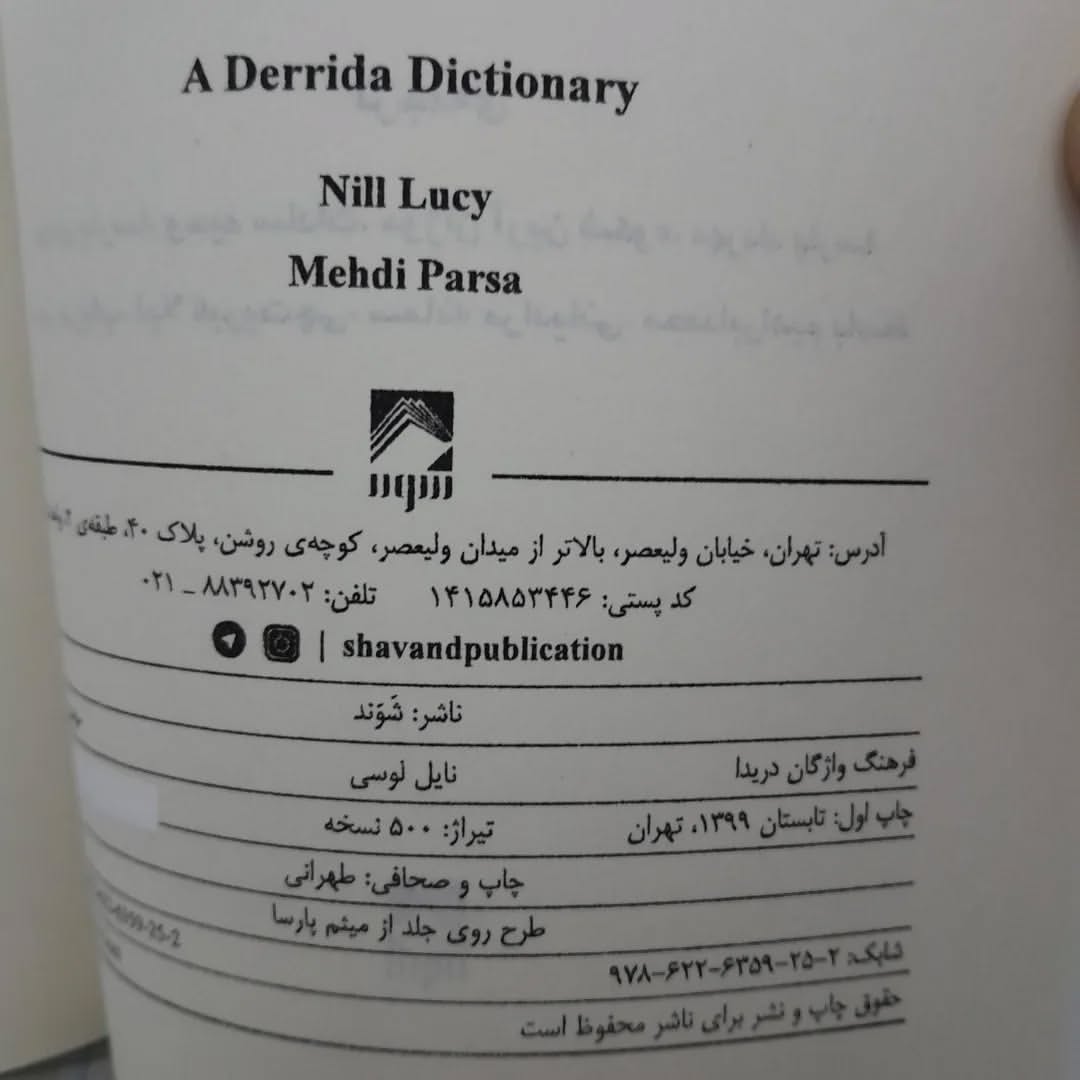 A Derrida Dictionary
Nill Lucy
Mehdi Parsa
شوند
آدرس: تهران، خیابان ولیعصر، بالاتر از میدان ولیعصر، کوچه‌ی روشن، پلاک ۴۰، طبقه‌ی
کد پستی: ۱۴۱۵۸۵۳۴۴۶ تلفن: ۸۸۳۹۲۷۰۲ _ ۰۲۱
| shavandpublication
ناشر: شَوَند
فرهنگ واژگان دریدا نایل لوسی
چاپ اول: تابستان ۱۳۹۹، تهران تیراژ: ۵۰۰ نسخه
چاپ و صحافی: طهرانی
طرح روی جلد از میثم پارسا
شابک: ۲-۲۵-۶۳۵۹-۶۲۲-۹۷۸
حقوق چاپ و نشر برای ناشر محفوظ است